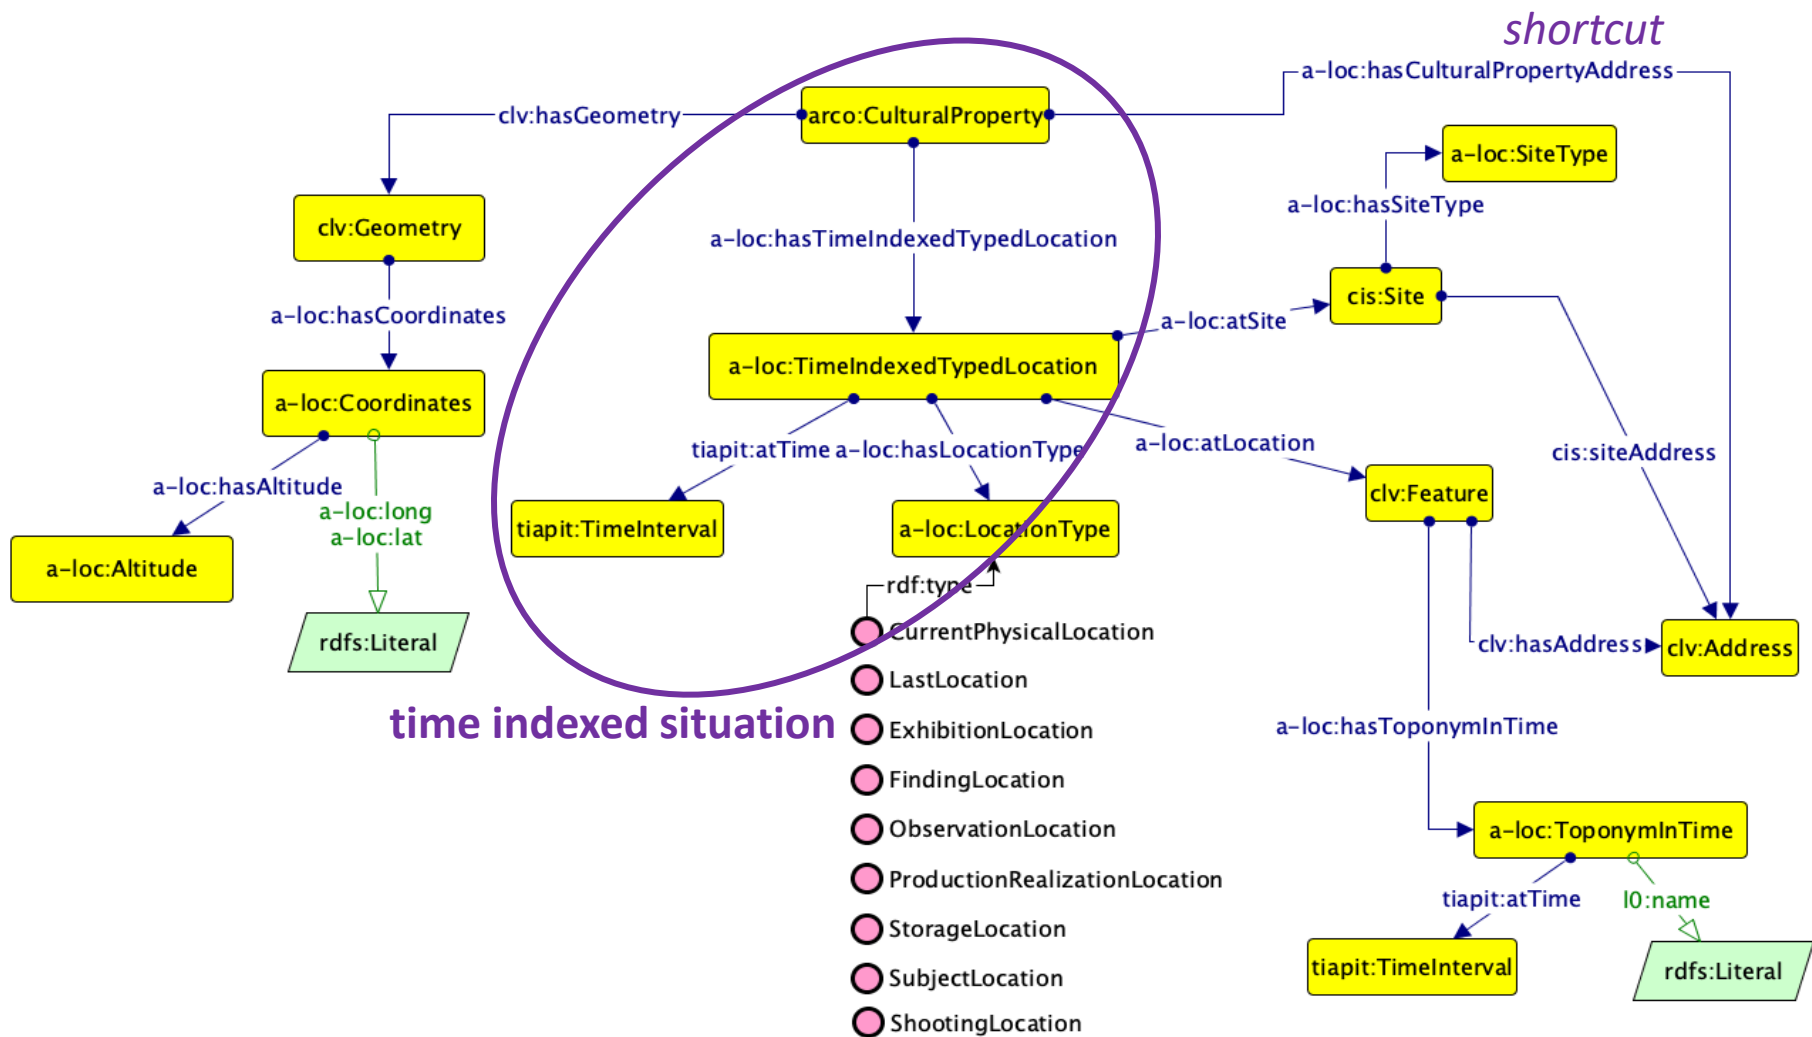 shortcut
a-loc:hasCulturalPropertyAddress
clv:hasGeometry
arco:CulturalProperty
a-loc:SiteType
a-loc:hasSiteType
clv:Geometry
a-loc:hasTimeIndexedTypedLocation
cis:Site
a-loc:hasCoordinates
a-loc:atSite
a-loc:TimeIndexedTypedLocation
a-loc:Coordinates
tiapit:atTime
a-loc:hasLocationType
a-loc:atLocation
cis:siteAddress
a-loc:hasAltitude
a-loc:long
a-loc:lat
clv:Feature
tiapit:TimeInterval
a-loc:LocationType
a-loc:Altitude
rdf:type
rdfs:Literal
CurrentPhysicalLocation
clv:hasAddress
clv:Address
LastLocation
time indexed situation
ExhibitionLocation
a-loc:hasToponymInTime
FindingLocation
ObservationLocation
a-loc:ToponymInTime
ProductionRealizationLocation
tiapit:atTime
l0:name
StorageLocation
tiapit:TimeInterval
rdfs:Literal
SubjectLocation
ShootingLocation